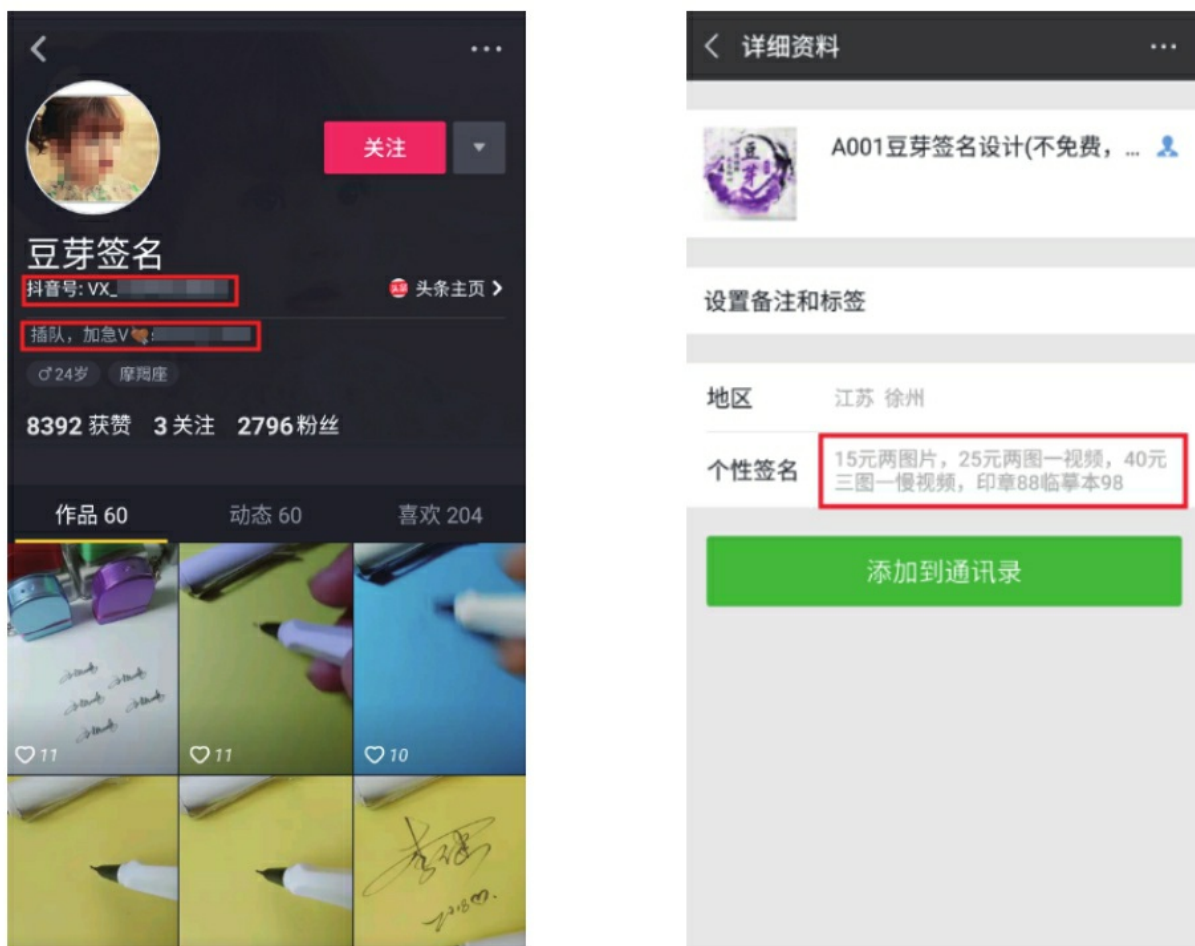 豆芽签名
关注
抖音号: VX_
头条主页
插队，加急V
♂24岁 摩羯座
8392 获赞 3 关注 2796 粉丝
作品 60 动态 60 喜欢 204
11 11 10
详细资料
豆芽
A001豆芽签名设计(不免费，...
设置备注和标签
地区 江苏 徐州
个性签名 15元两图片，25元两图一视频，40元
三图一慢视频，印章88临摹本98
添加到通讯录